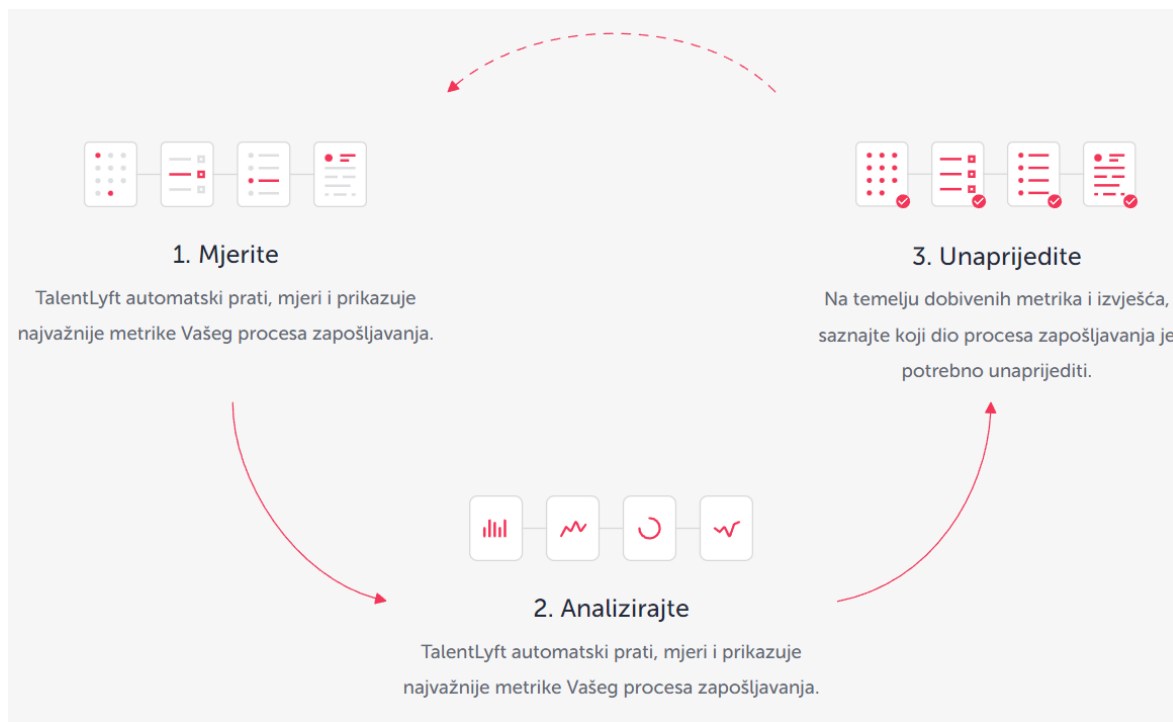 1. Mjerite
TalentLyft automatski prati, mjeri i prikazuje
najvažnije metrike Vašeg procesa zapošljavanja.
3. Unaprijedite
Na temelju dobivenih metrika i izvješća,
saznajte koji dio procesa zapošljavanja je
potrebno unaprijediti.
2. Analizirajte
TalentLyft automatski prati, mjeri i prikazuje
najvažnije metrike Vašeg procesa zapošljavanja.